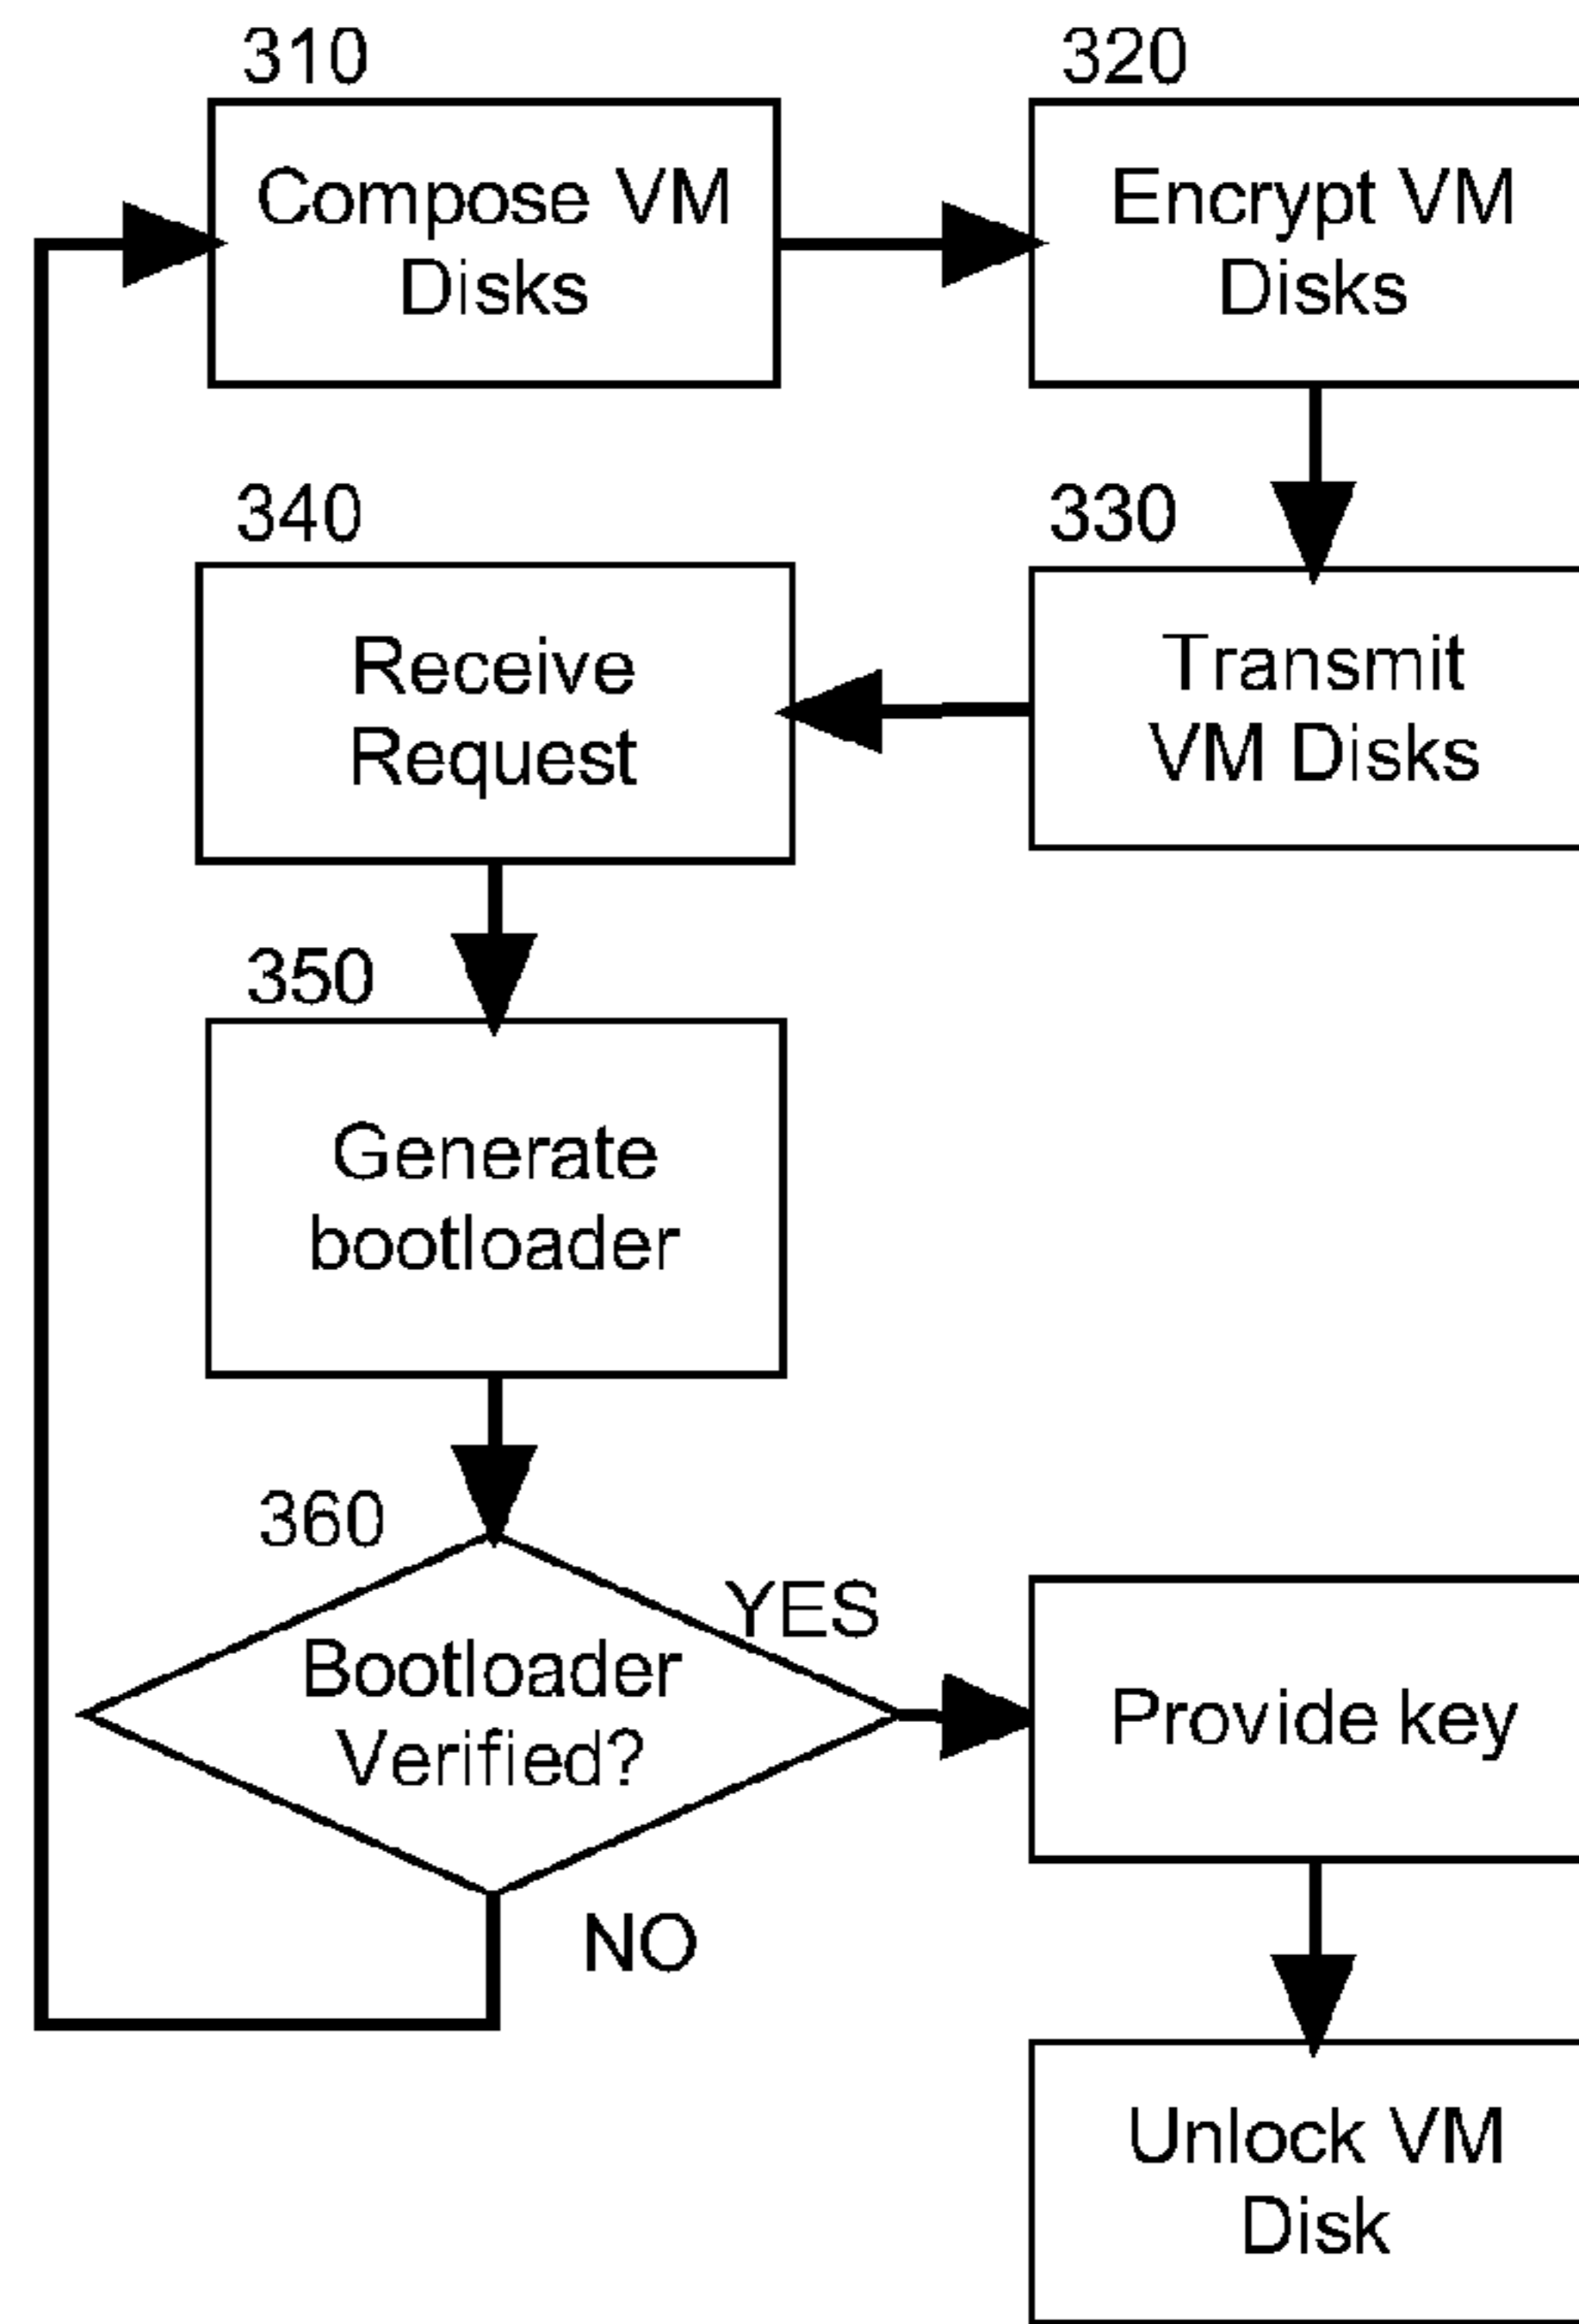 310
Compose VM
Disks
320
Encrypt VM
Disks
330
Transmit
VM Disks
340
Receive
Request
350
Generate
bootloader
360
Bootloader
Verified?
YES
NO
Provide key
Unlock VM
Disk